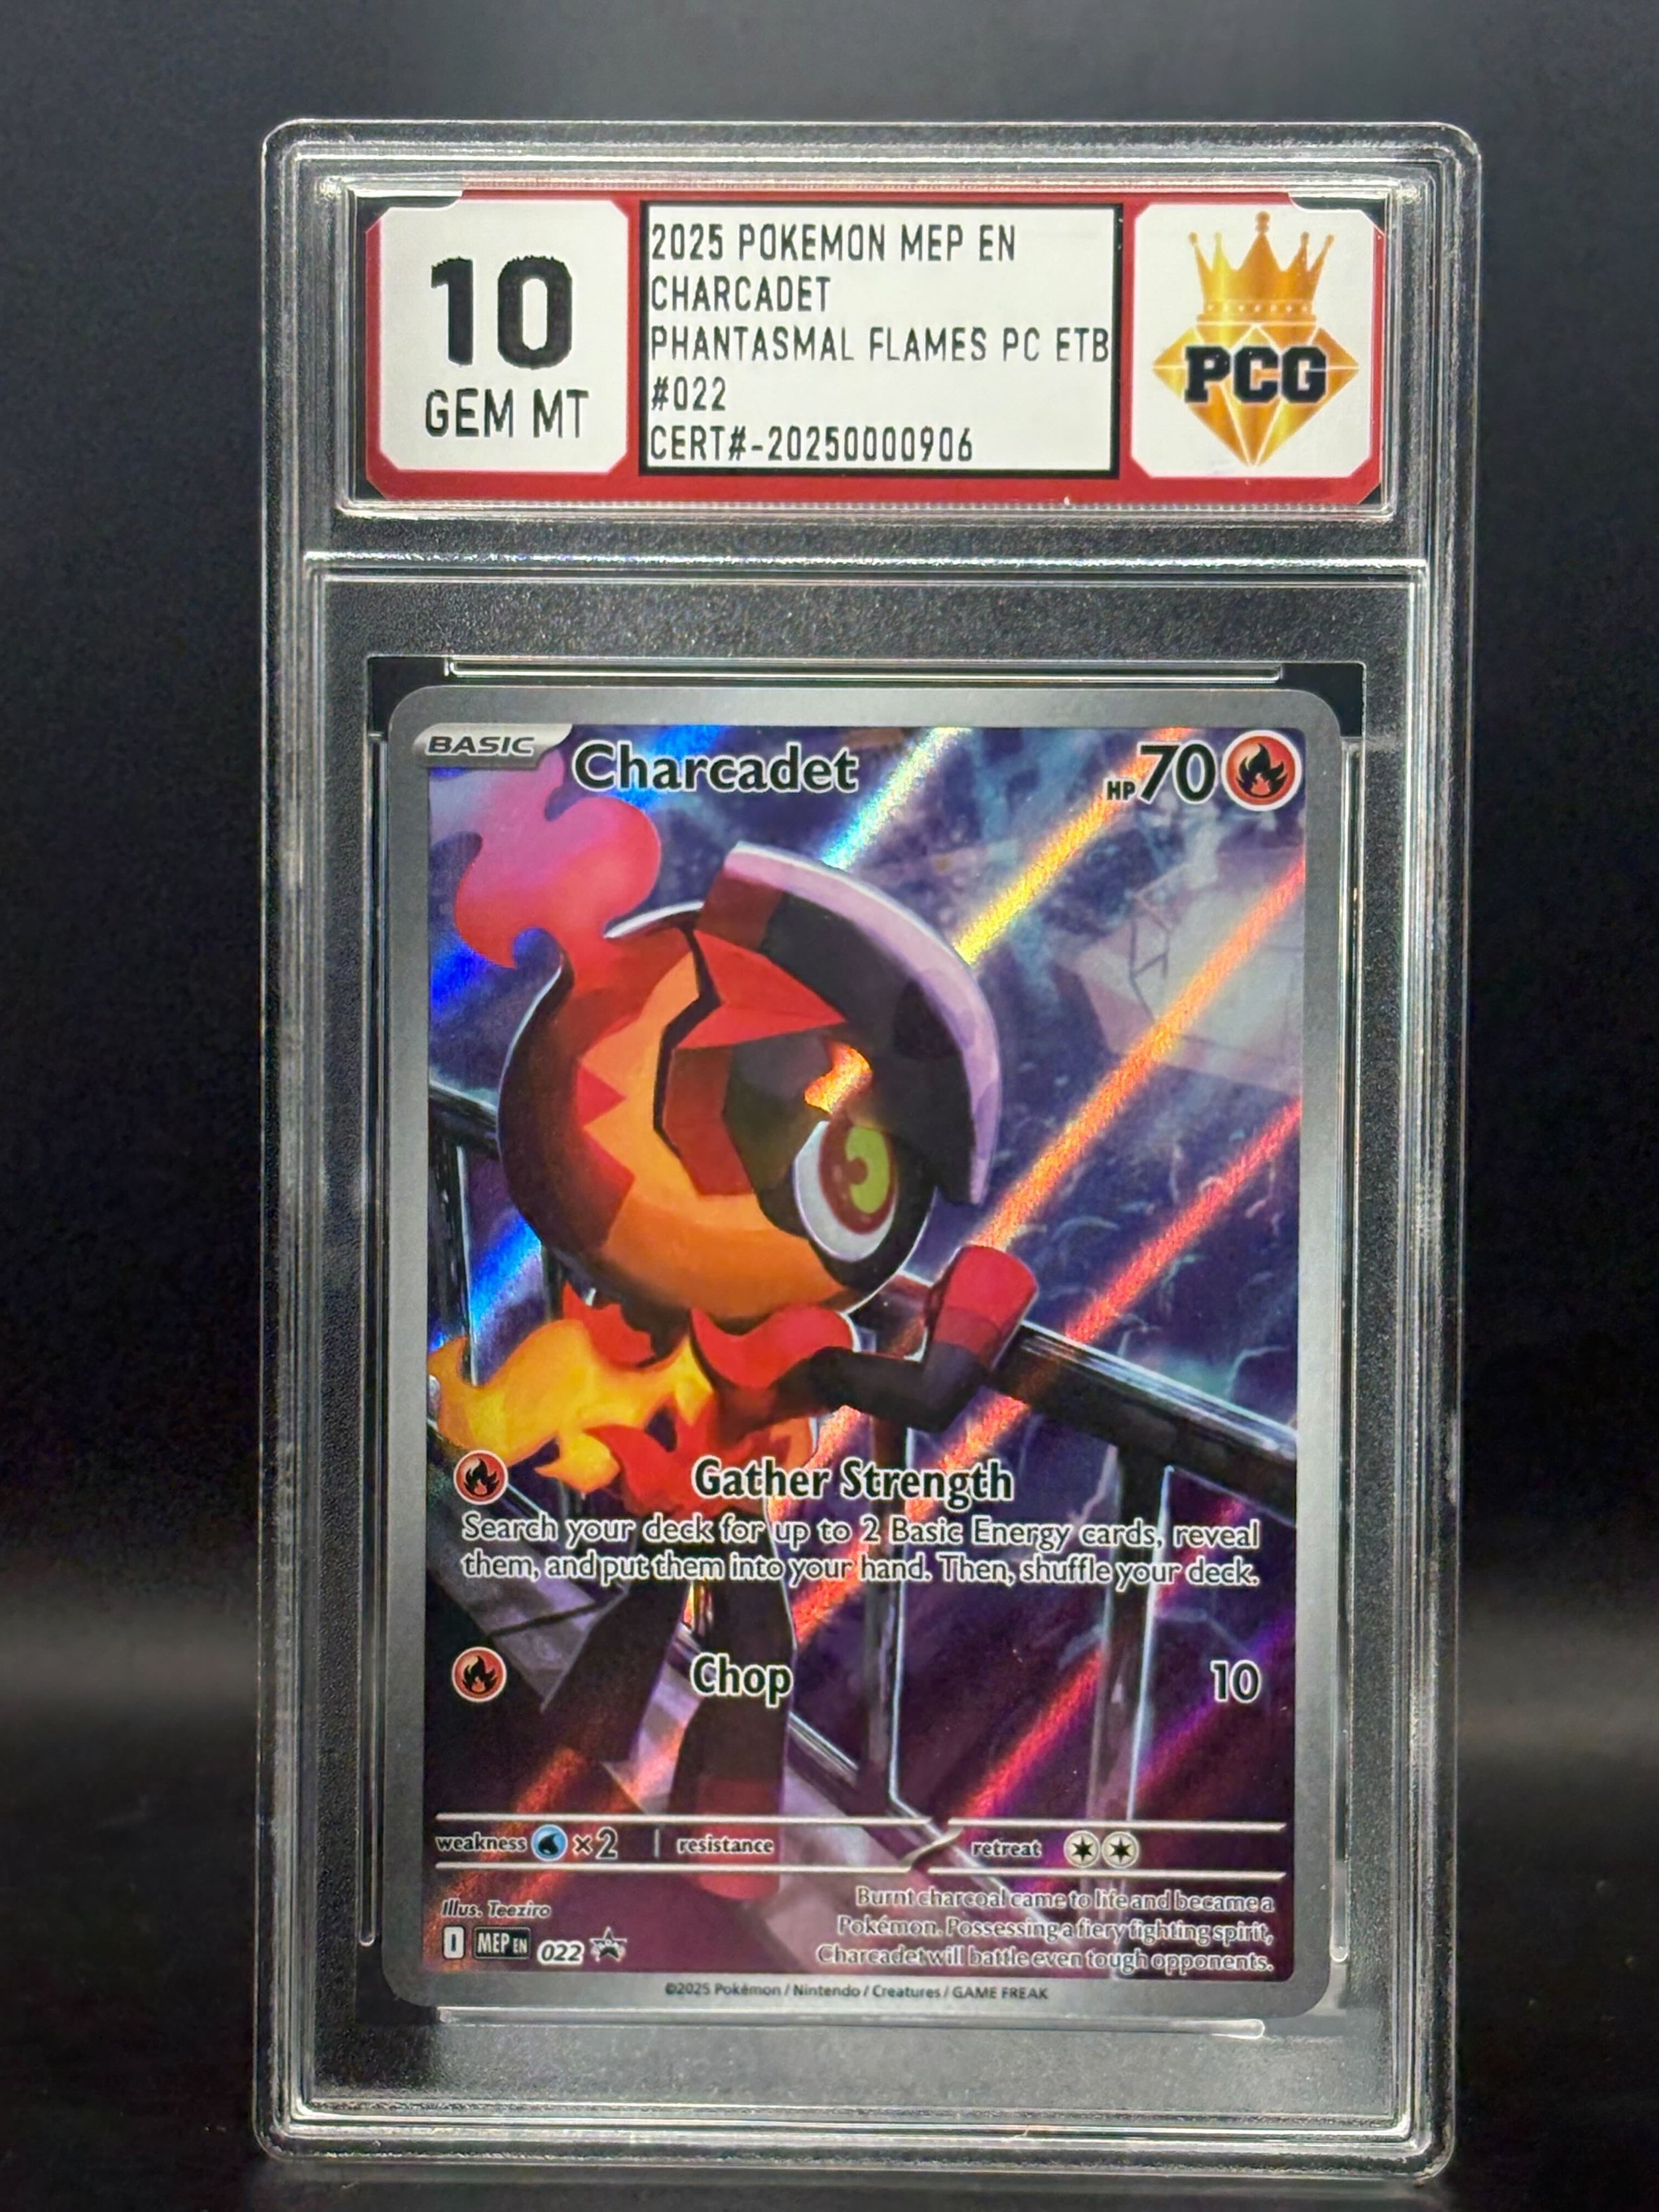 10
GEM MT
2025 POKEMON MEP EN
CHARCADET
PHANTASMAL FLAMES PC ETB
#022
CERT#-20250000906
PCG
BASIC
Charcadet
HP 70
Gather Strength
Search your deck for up to 2 Basic Energy cards, reveal
them, and put them into your hand. Then, shuffle your deck.
Chop 10
weakness ×2 resistance retreat
Illus. Teeziro
I MEP EN 022
Burnt charcoal came to life and became a
Pokémon. Possessing a fiery fighting spirit,
Charcadet will battle even tough opponents.
©2025 Pokémon / Nintendo / Creatures / GAME FREAK